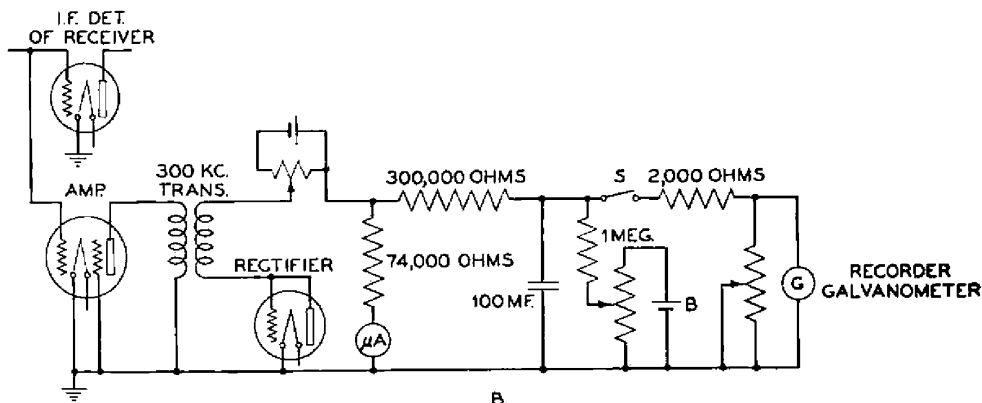 I.F. DET.
OF RECEIVER
AMP.
300 KC.
TRANS.
RECTIFIER
300,000 OHMS
74,000 OHMS
μA
100 MF.
S
2,000 OHMS
1 MEG.
B
G
RECORDER
GALVANOMETER
B.